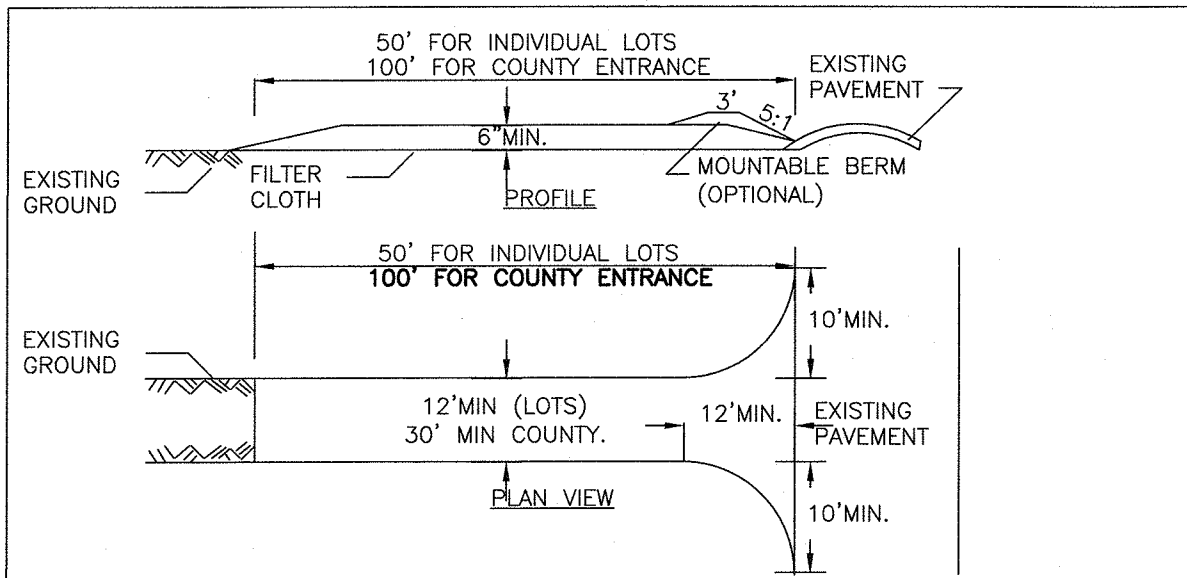 50' FOR INDIVIDUAL LOTS
100' FOR COUNTY ENTRANCE
EXISTING
PAVEMENT
3'
5:1
6"MIN.
EXISTING
GROUND
FILTER
CLOTH
PROFILE
MOUNTABLE BERM
(OPTIONAL)
50' FOR INDIVIDUAL LOTS
100' FOR COUNTY ENTRANCE
EXISTING
GROUND
10'MIN.
12'MIN (LOTS)
30' MIN COUNTY.
12'MIN.
EXISTING
PAVEMENT
PLAN VIEW
10'MIN.